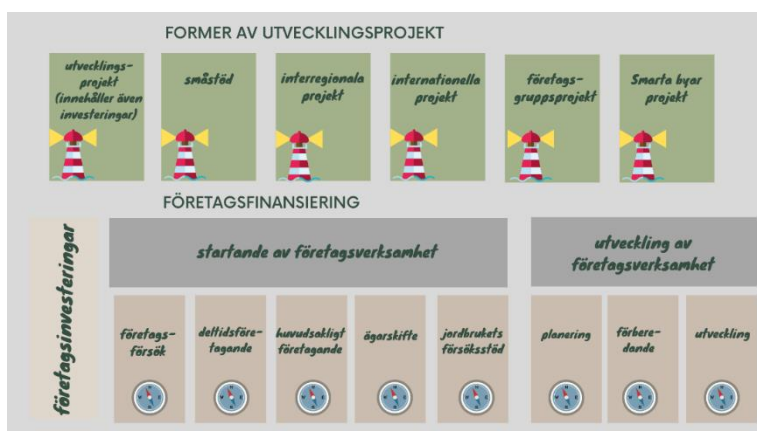 FORMER AV UTVECKLINGSPROJEKT
utvecklings-
projekt
(innehåller även
investeringar)
småstöd
interregionala
projekt
internationella
projekt
företags-
gruppsprojekt
Smarta byar
projekt
FÖRETAGSFINANSIERING
företagsinvesteringar
startande av företagsverksamhet
utveckling av
företagsverksamhet
företags-
försök
deltidsföre-
tagande
huvudsakligt
företagande
ägarskifte
jordbrukets
försöksstöd
planering
förbere-
dande
utveckling